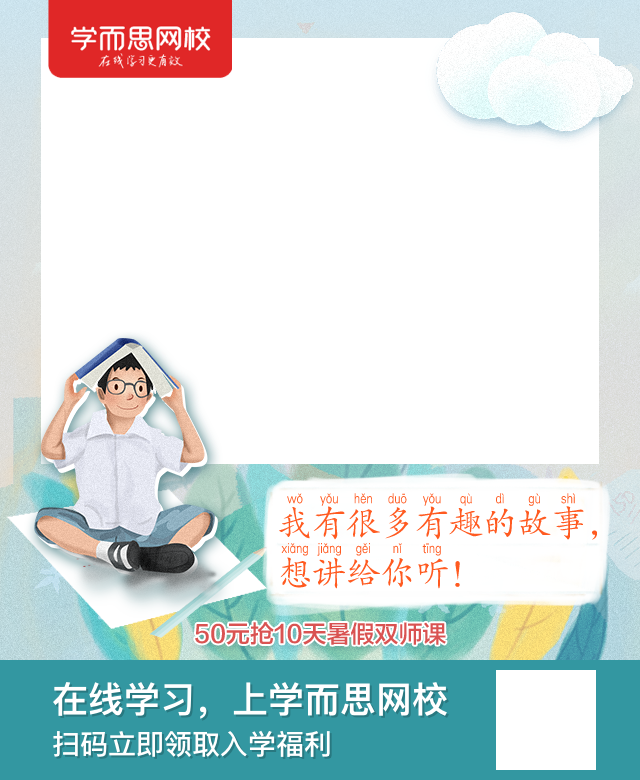 学而思网校
在线学习更有效
wǒ yǒu hěn duō yǒu qù dì gù shì
我有很多有趣的故事，
xiǎng jiǎng gěi nǐ tīng
想讲给你听！
50元抢10天暑假双师课
在线学习，上学而思网校
扫码立即领取入学福利